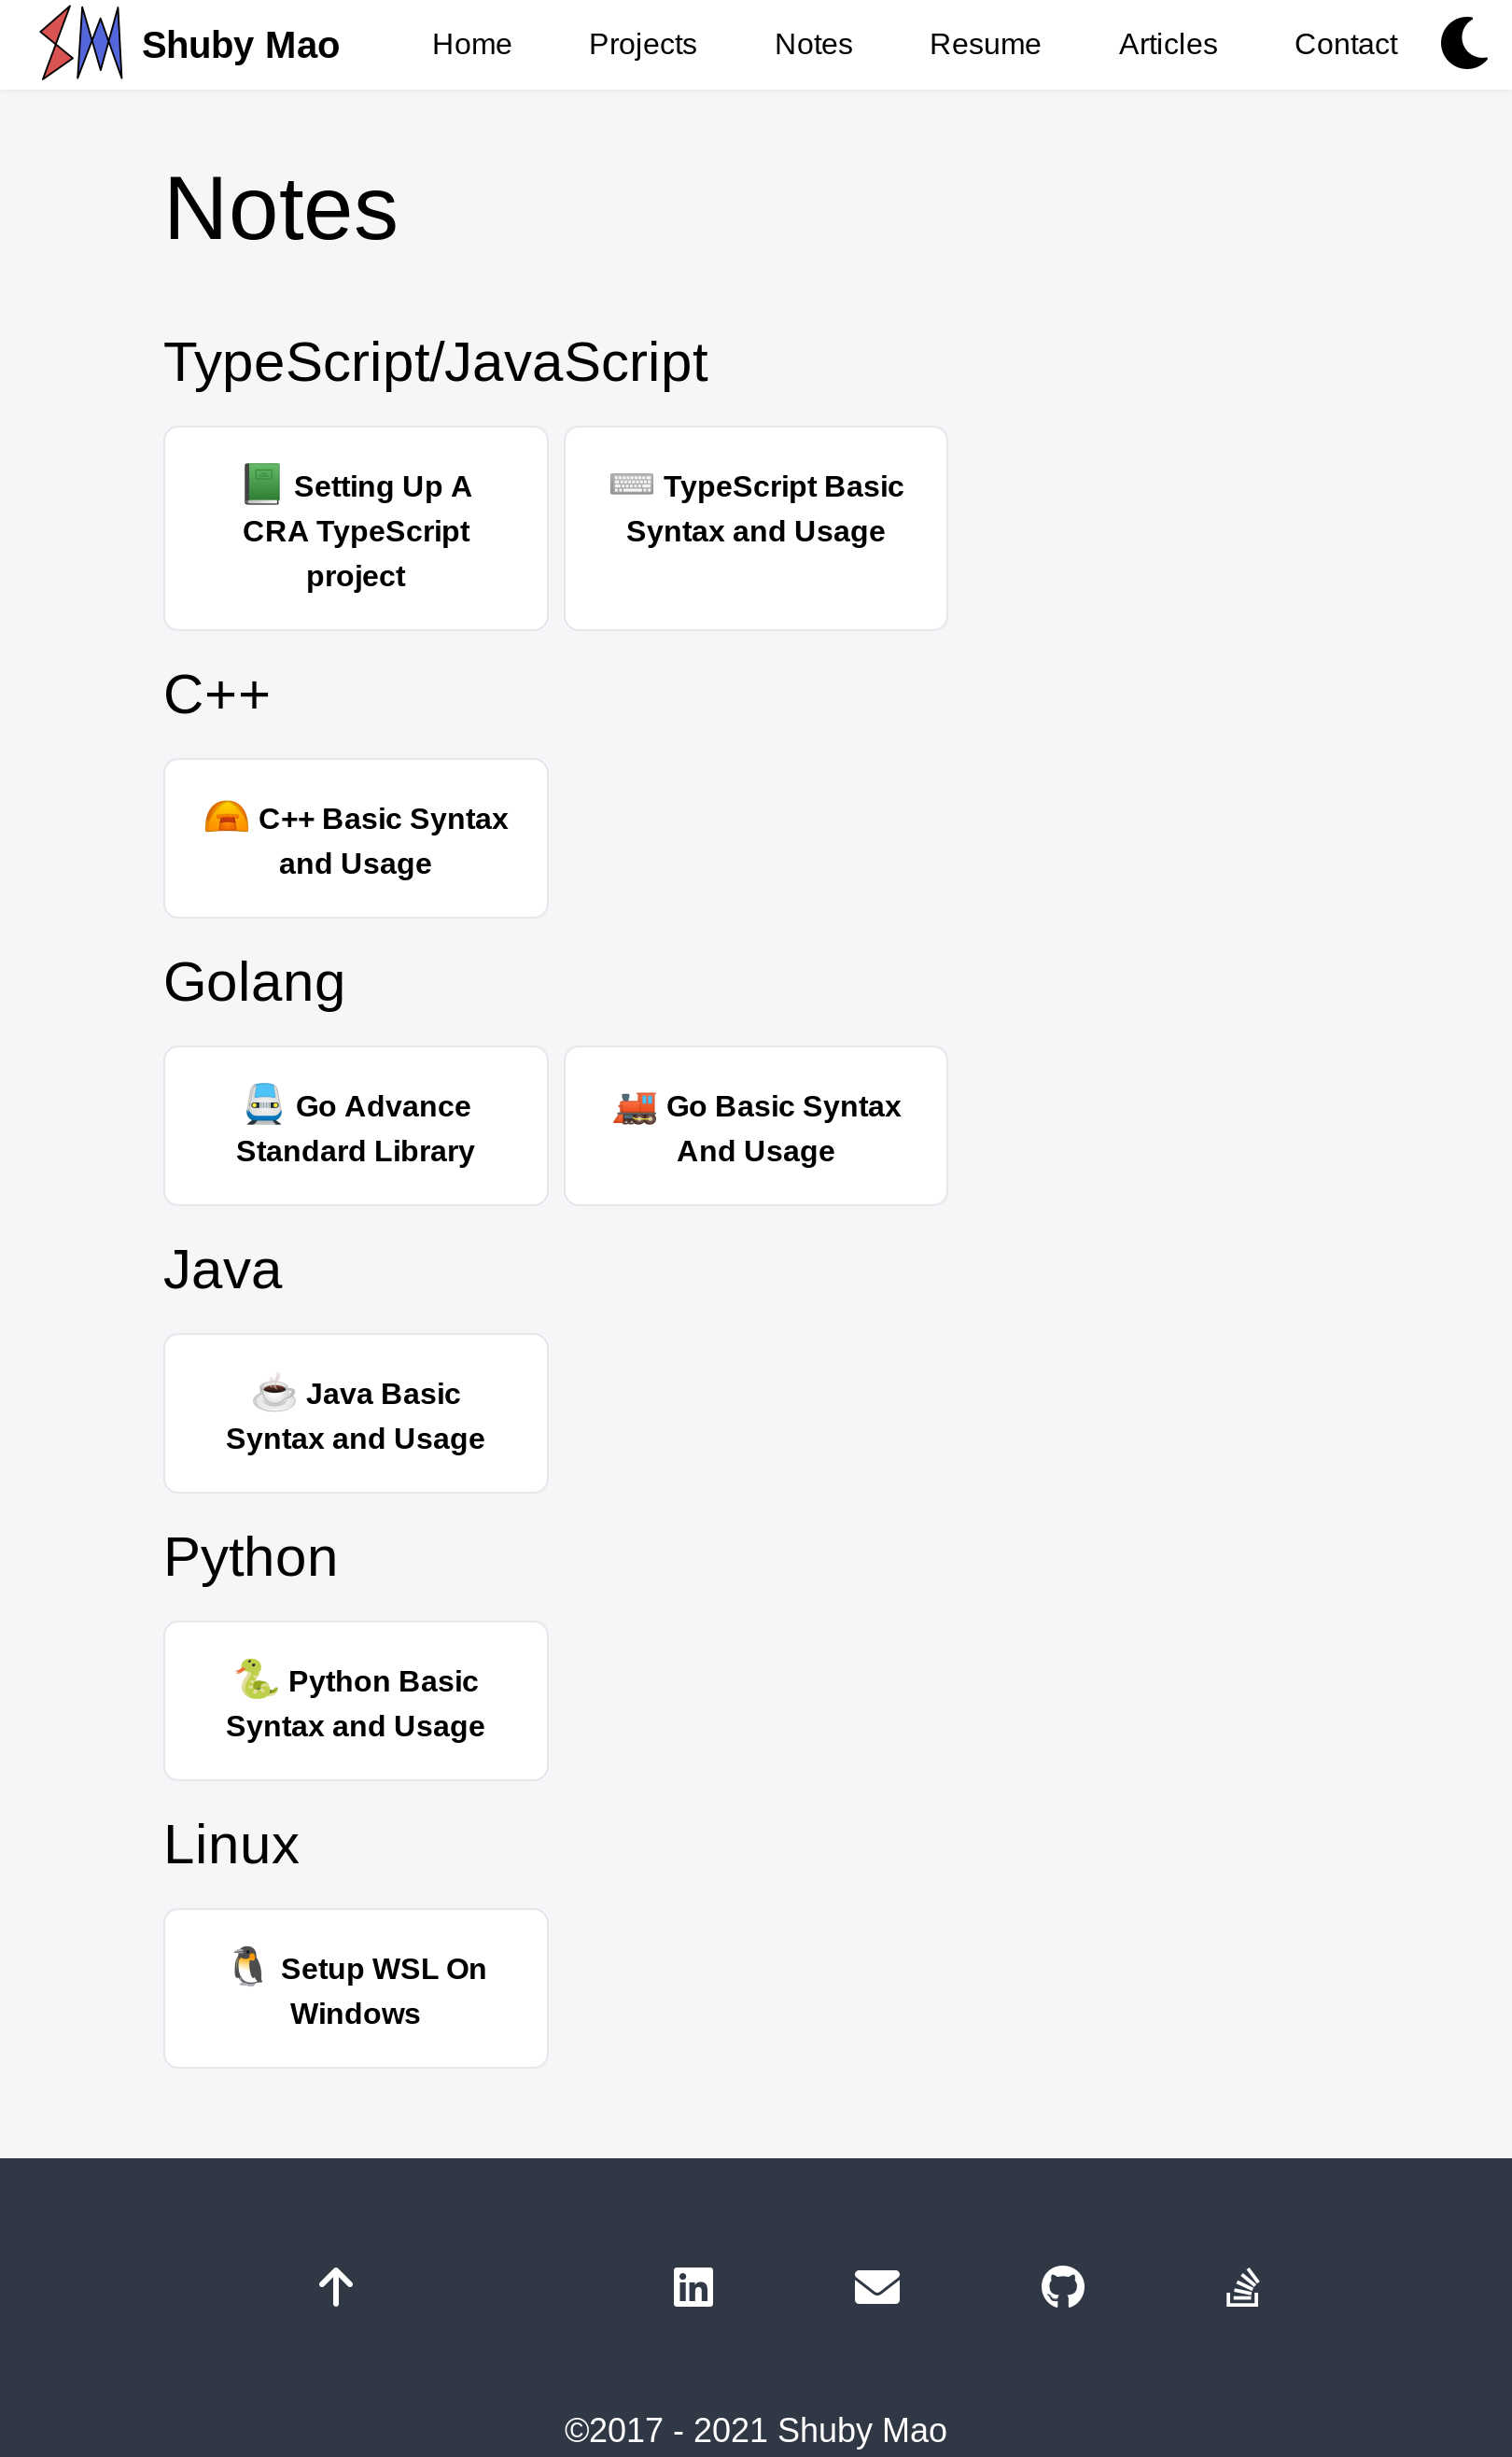 Shuby Mao Home Projects Notes Resume Articles Contact
Notes
TypeScript/JavaScript
Setting Up A
CRA TypeScript
project
TypeScript Basic
Syntax and Usage
C++
C++ Basic Syntax
and Usage
Golang
Go Advance
Standard Library
Go Basic Syntax
And Usage
Java
Java Basic
Syntax and Usage
Python
Python Basic
Syntax and Usage
Linux
Setup WSL On
Windows
©2017 - 2021 Shuby Mao